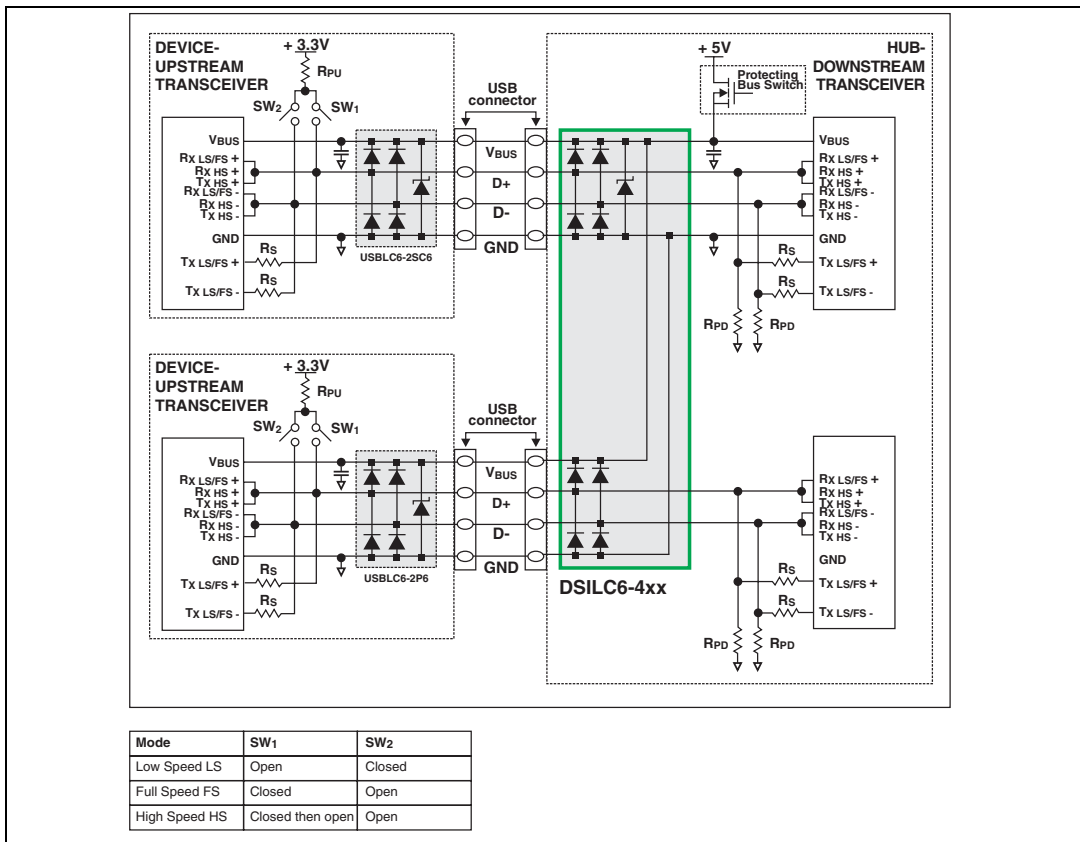 DEVICE-
UPSTREAM
TRANSCEIVER
+ 3.3V
RPU
SW2
SW1
VBUS
RX LS/FS +
RX HS +
TX HS +
RX LS/FS -
RX HS -
TX HS -
GND
TX LS/FS +
TX LS/FS -
RS
RS
USBLC6-2SC6
USB
connector
VBUS
D+
D-
GND
+ 5V
Protecting
Bus Switch
HUB-
DOWNSTREAM
TRANSCEIVER
VBUS
RX LS/FS +
RX HS +
TX HS +
RX LS/FS -
RX HS -
TX HS -
GND
TX LS/FS +
TX LS/FS -
RS
RS
RPD
RPD
DEVICE-
UPSTREAM
TRANSCEIVER
+ 3.3V
RPU
SW2
SW1
VBUS
RX LS/FS +
RX HS +
TX HS +
RX LS/FS -
RX HS -
TX HS -
GND
TX LS/FS +
TX LS/FS -
RS
RS
USBLC6-2P6
USB
connector
VBUS
D+
D-
GND
DSILC6-4xx
RX LS/FS +
RX HS +
TX HS +
RX LS/FS -
RX HS -
TX HS -
GND
TX LS/FS +
TX LS/FS -
RS
RS
RPD
RPD
Mode SW1 SW2
Low Speed LS Open Closed
Full Speed FS Closed Open
High Speed HS Closed then open Open